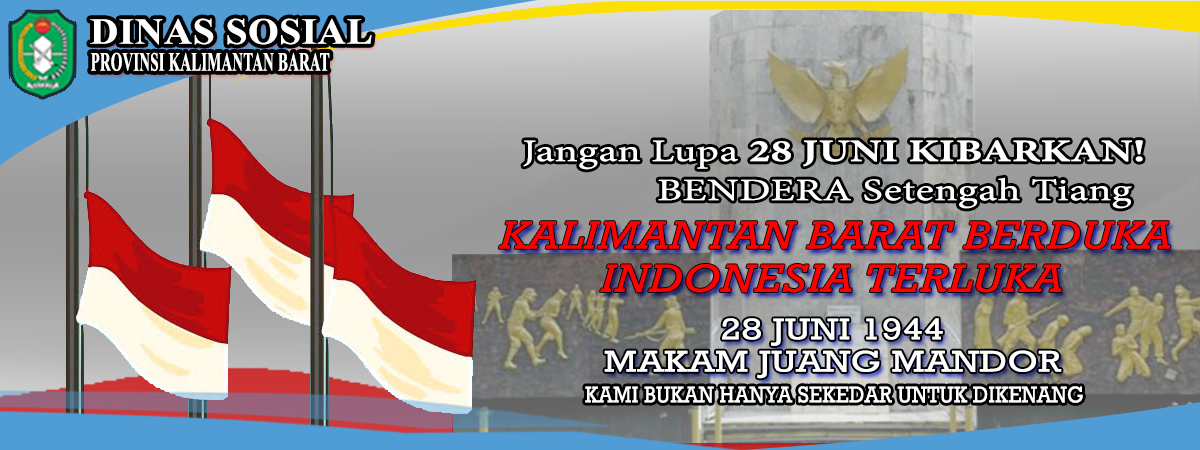 DINAS SOSIAL
PROVINSI KALIMANTAN BARAT
Jangan Lupa 28 JUNI KIBARKAN!
BENDERA Setengah Tiang
KALIMANTAN BARAT BERDUKA
INDONESIA TERLUKA
28 JUNI 1944
MAKAM JUANG MANDOR
KAMI BUKAN HANYA SEKEDAR UNTUK DIKENANG